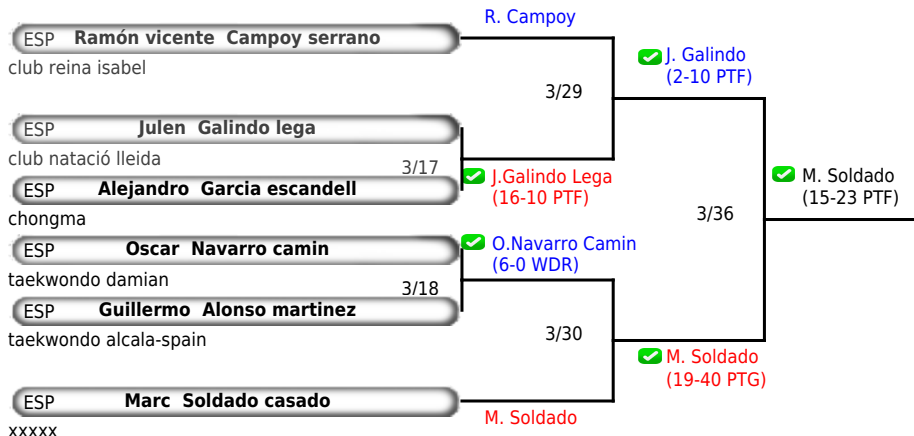 R. Campoy
ESP Ramón vicente Campoy serrano
club reina isabel
J. Galindo
(2-10 PTF)
3/29
ESP Julen Galindo lega
club natació lleida
3/17
J.Galindo Lega
(16-10 PTF)
ESP Alejandro Garcia escandell
chongma
M. Soldado
(15-23 PTF)
3/36
ESP Oscar Navarro camin
taekwondo damian
O.Navarro Camin
(6-0 WDR)
3/18
ESP Guillermo Alonso martinez
taekwondo alcala-spain
3/30
M. Soldado
(19-40 PTG)
ESP Marc Soldado casado
xxxxx
M. Soldado